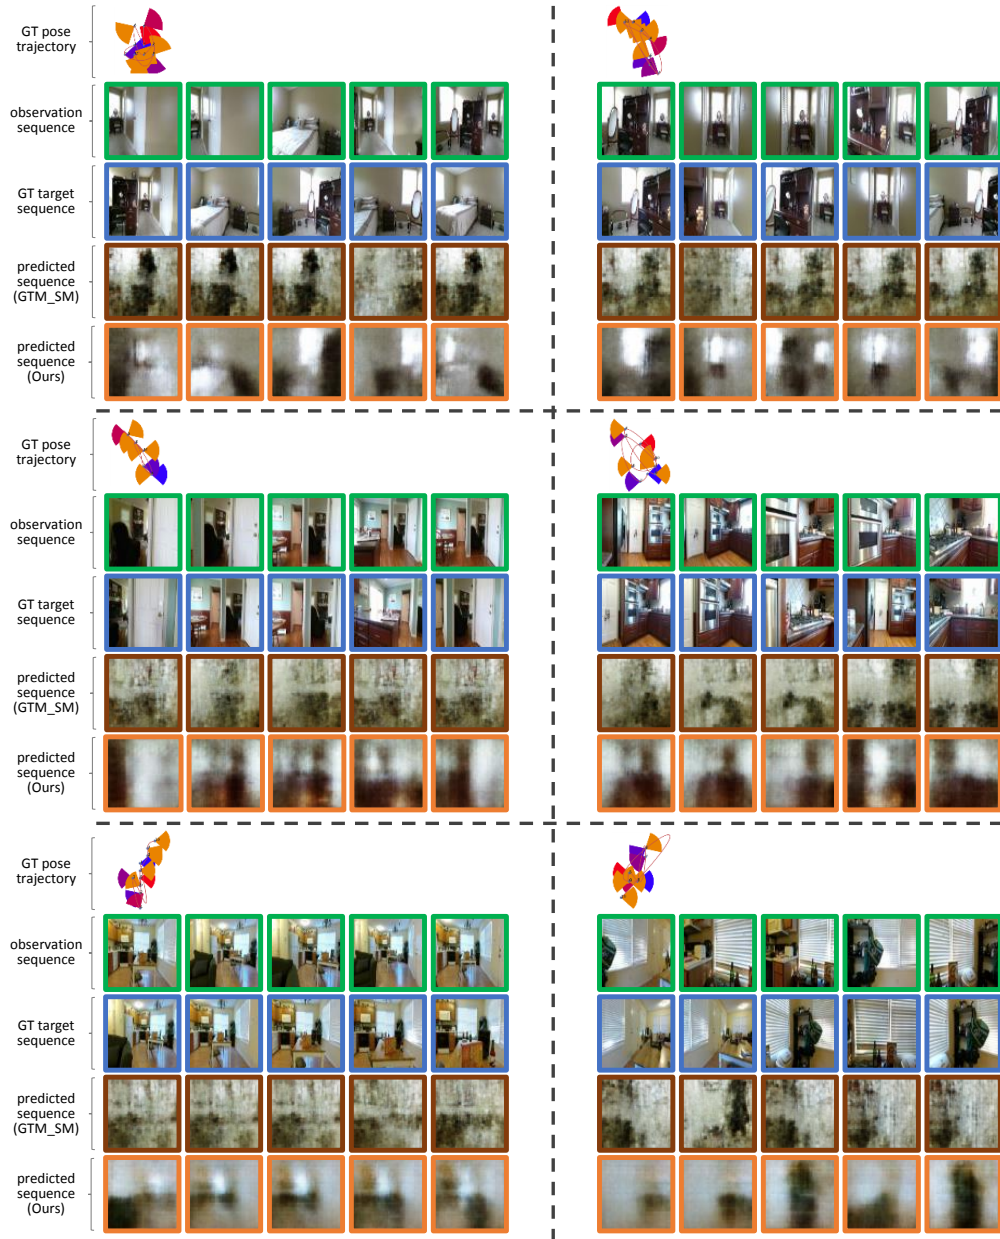 GT pose
trajectory
observation
sequence
GT target
sequence
predicted
sequence
(GTM_SM)
predicted
sequence
(Ours)
GT pose
trajectory
observation
sequence
GT target
sequence
predicted
sequence
(GTM_SM)
predicted
sequence
(Ours)
GT pose
trajectory
observation
sequence
GT target
sequence
predicted
sequence
(GTM_SM)
predicted
sequence
(Ours)